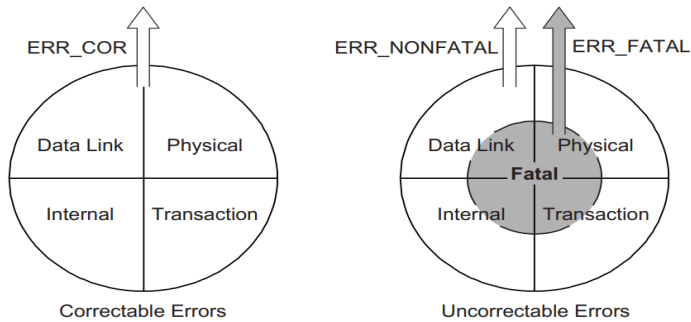 ERR_COR
ERR_NONFATAL
ERR_FATAL
Data Link
Physical
Internal
Transaction
Data Link
Physical
Fatal
Internal
Transaction
Correctable Errors
Uncorrectable Errors